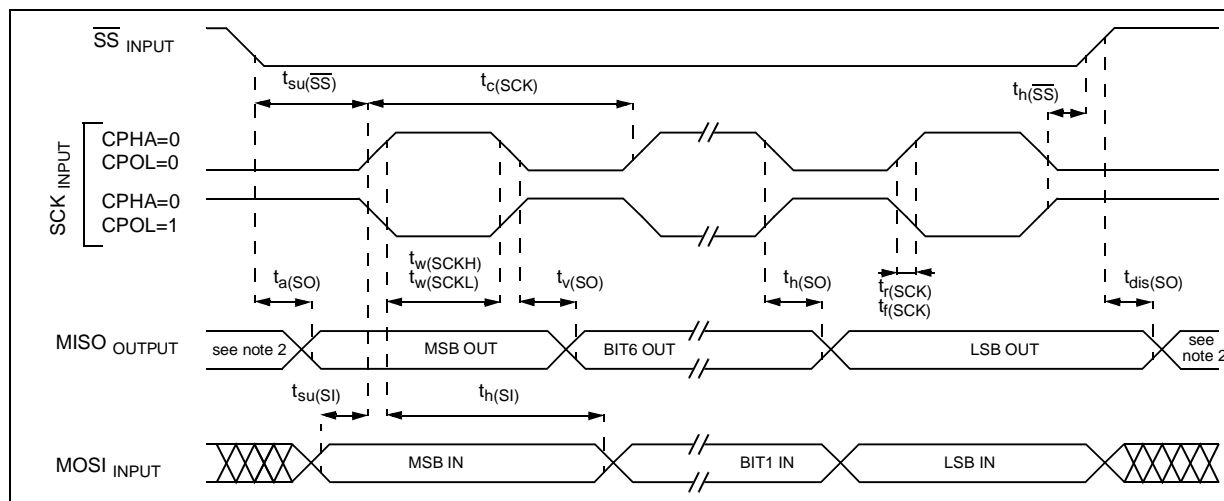 SS INPUT
tsu(SS)
tc(SCK)
th(SS)
SCK INPUT
CPHA=0
CPOL=0
CPHA=0
CPOL=1
ta(SO)
tw(SCKH)
tw(SCKL)
tv(SO)
th(SO)
tr(SCK)
tf(SCK)
tdis(SO)
MISO OUTPUT
see note 2
MSB OUT
BIT6 OUT
LSB OUT
see
note 2
tsu(SI)
th(SI)
MOSI INPUT
MSB IN
BIT1 IN
LSB IN